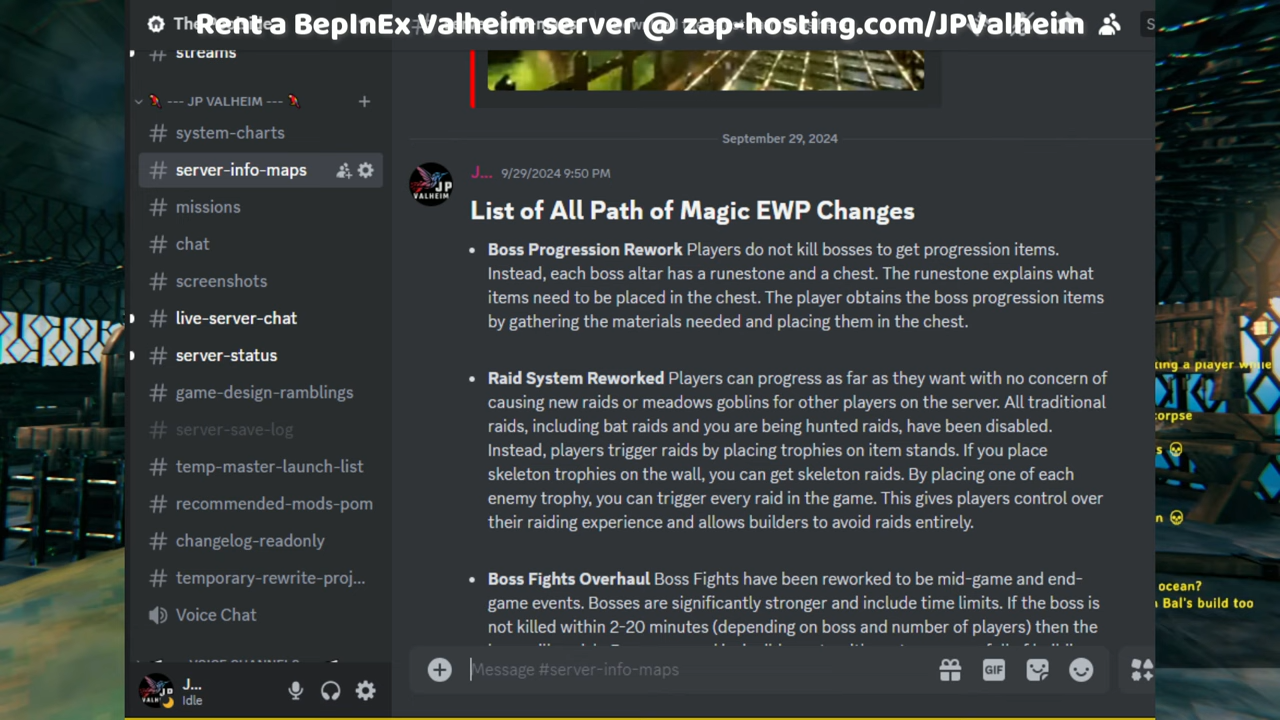 Rent a BepInEx Valheim server @ zap-hosting.com/JPValheim
streams
--- JP VALHEIM ---
system-charts
server-info-maps
missions
chat
screenshots
live-server-chat
server-status
game-design-ramblings
server-save-log
temp-master-launch-list
recommended-mods-pom
changelog-readonly
temporary-rewrite-proj...
Voice Chat
J...
Idle
September 29, 2024
JP
VALHEIM
J... 9/29/2024 9:50 PM
List of All Path of Magic EWP Changes
• Boss Progression Rework Players do not kill bosses to get progression items.
Instead, each boss altar has a runestone and a chest. The runestone explains what
items need to be placed in the chest. The player obtains the boss progression items
by gathering the materials needed and placing them in the chest.
• Raid System Reworked Players can progress as far as they want with no concern of
causing new raids or meadows goblins for other players on the server. All traditional
raids, including bat raids and you are being hunted raids, have been disabled.
Instead, players trigger raids by placing trophies on item stands. If you place
skeleton trophies on the wall, you can get skeleton raids. By placing one of each
enemy trophy, you can trigger every raid in the game. This gives players control over
their raiding experience and allows builders to avoid raids entirely.
• Boss Fights Overhaul Boss Fights have been reworked to be mid-game and end-
game events. Bosses are significantly stronger and include time limits. If the boss is
not killed within 2-20 minutes (depending on boss and number of players) then the
Message #server-info-maps
GIF
a player while
corpse
ocean?
Bal's build too